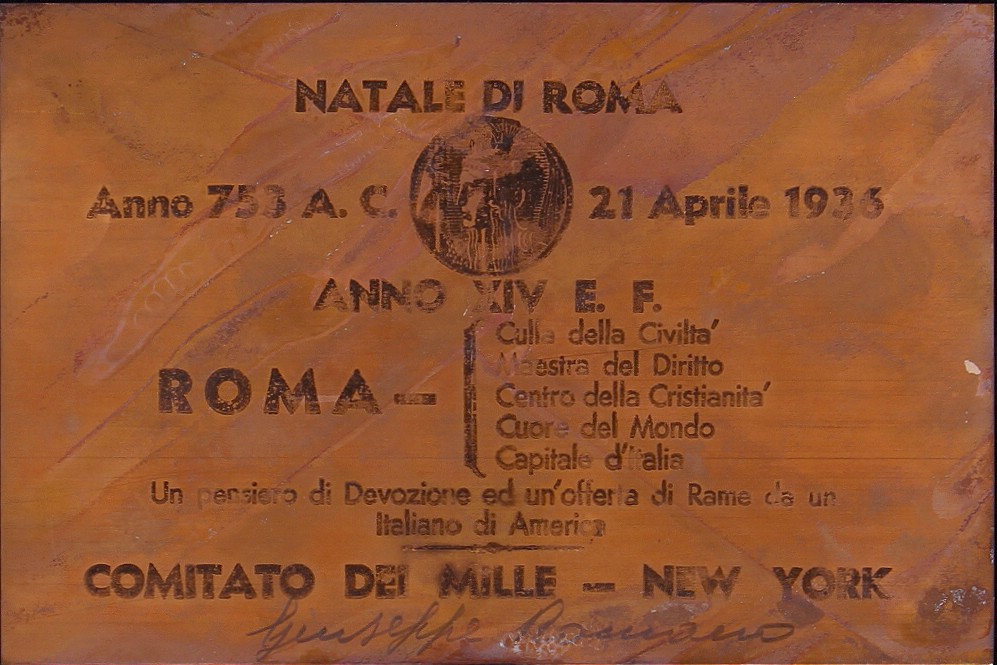 NATALE DI ROMA
Anno 753 A. C. 21 Aprile 1936
ANNO XIV E. F.
ROMA –
Culla della Civilta'
Maestra del Diritto
Centro della Cristianita'
Cuore del Mondo
Capitale d'Italia
Un pensiero di Devozione ed un'offerta di Rame da un
Italiano di America
COMITATO DEI MILLE – NEW YORK
Giuseppe Romano